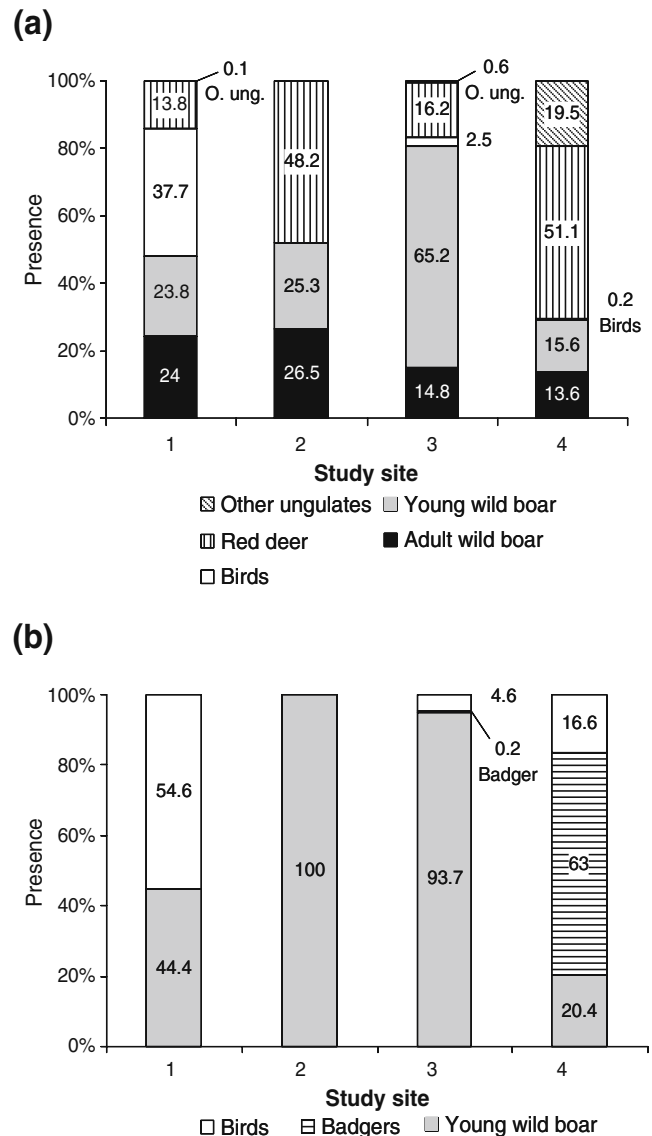 (a)
0.1
O. ung.
0.6
O. ung.
100%
80%
60%
40%
20%
0%
Presence
13.8
37.7
23.8
24
48.2
25.3
26.5
16.2
2.5
65.2
14.8
19.5
51.1
0.2
Birds
15.6
13.6
1 2 3 4
Study site
Other ungulates Young wild boar
Red deer Adult wild boar
Birds
(b)
100%
80%
60%
40%
20%
0%
Presence
54.6
44.4
100
4.6
0.2
Badger
93.7
16.6
63
20.4
1 2 3 4
Study site
Birds Badgers Young wild boar